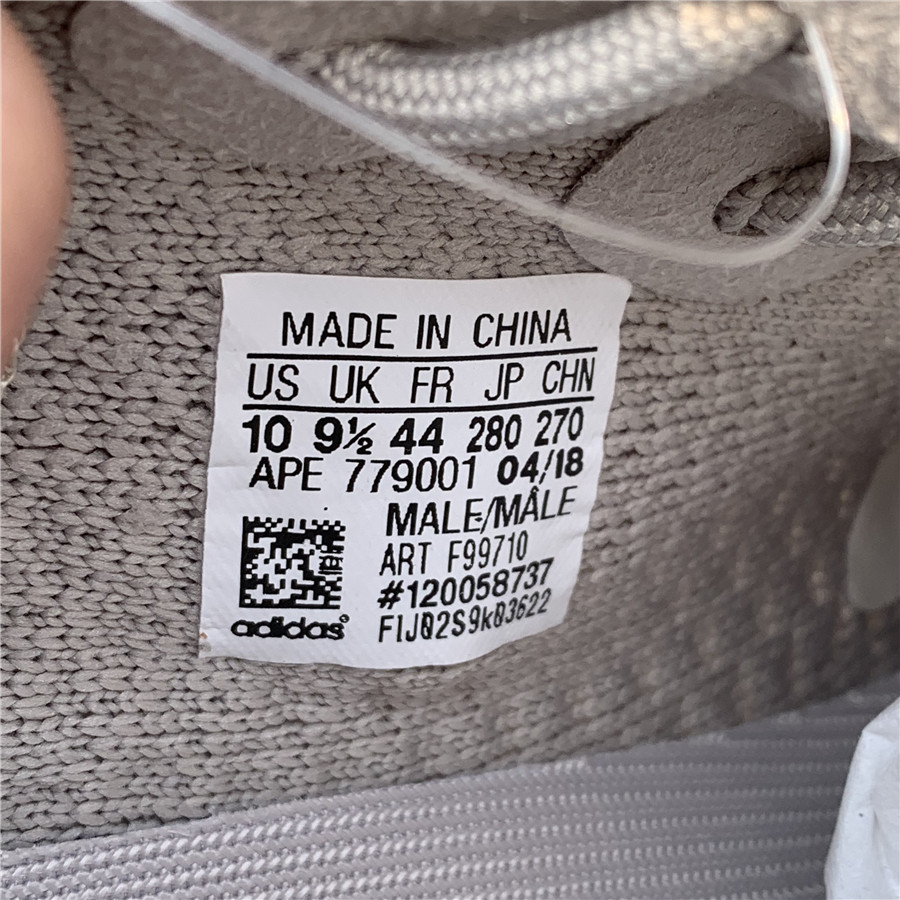 MADE IN CHINA
US UK FR JP CHN
10 9½ 44 280 270
APE 779001 04/18
MALE/MÂLE
ART F99710
#120058737
FIJ02S9k03622
adidas®